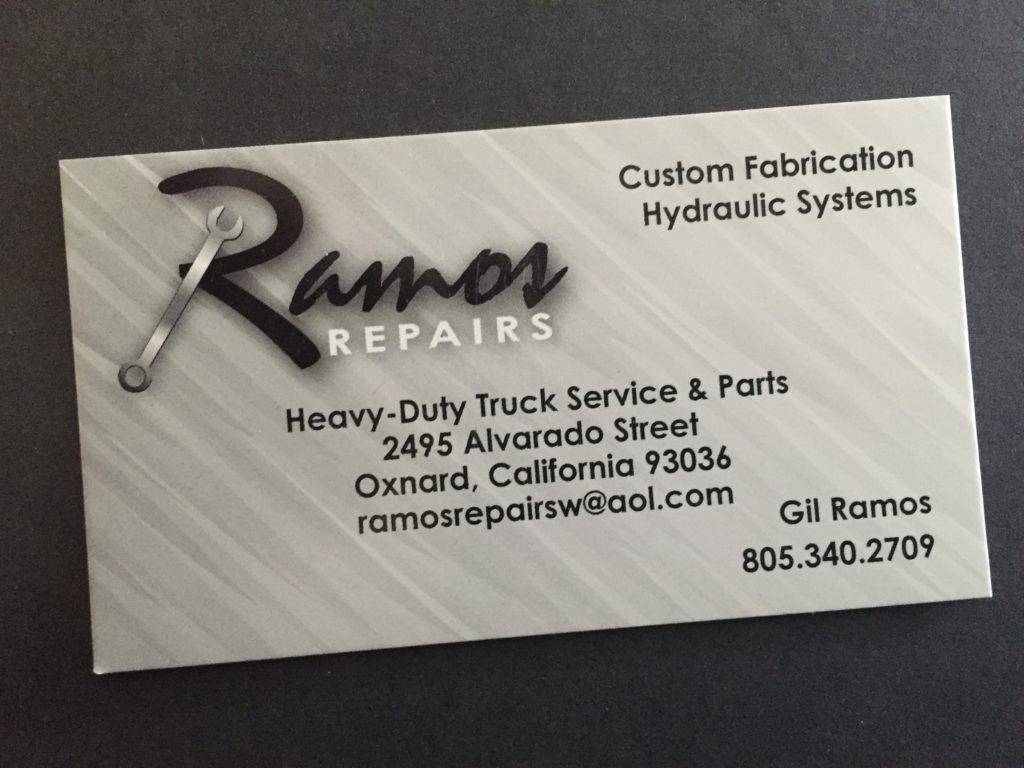 Custom Fabrication
Hydraulic Systems
Ramos
REPAIRS
Heavy-Duty Truck Service & Parts
2495 Alvarado Street
Oxnard, California 93036
ramosrepairsw@aol.com
Gil Ramos
805.340.2709